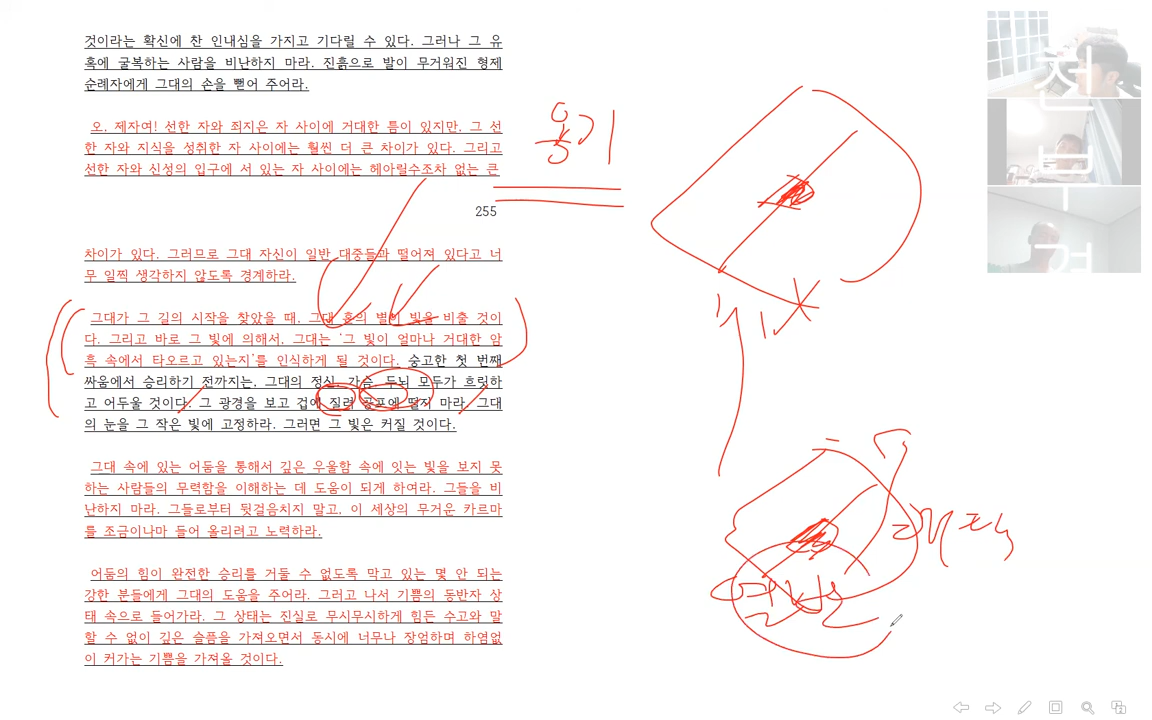 것이라는 확신에 찬 인내심을 가지고 기다릴 수 있다. 그러나 그 유
혹에 굴복하는 사람을 비난하지 마라. 진흙으로 발이 무거워진 형제
순례자에게 그대의 손을 뻗어 주어라.
오, 제자여! 선한 자와 죄지은 자 사이에 거대한 틈이 있지만, 그 선
한 자와 지식을 성취한 자 사이에는 훨씬 더 큰 차이가 있다. 그리고
선한 자와 신성의 입구에 서 있는 자 사이에는 헤아릴수조차 없는 큰
용기
255
차이가 있다. 그러므로 그대 자신이 일반 대중들과 떨어져 있다고 너
무 일찍 생각하지 않도록 경계하라.
그대가 그 길의 시작을 찾았을 때, 그대 혼의 별이 빛을 비출 것이
다. 그리고 바로 그 빛에 의해서, 그대는 '그 빛이 얼마나 거대한 암
흑 속에서 타오르고 있는지'를 인식하게 될 것이다. 숭고한 첫 번째
싸움에서 승리하기 전까지는, 그대의 정신, 가슴, 두뇌 모두가 흐릿하
고 어두울 것이다. 그 광경을 보고 겁에 질려 공포에 떨지 마라. 그대
의 눈을 그 작은 빛에 고정하라. 그러면 그 빛은 커질 것이다.
그대 속에 있는 어둠을 통해서 깊은 우울함 속에 잇는 빛을 보지 못
하는 사람들의 무력함을 이해하는 데 도움이 되게 하여라. 그들을 비
난하지 마라. 그들로부터 뒷걸음치지 말고, 이 세상의 무거운 카르마
를 조금이나마 들어 올리려고 노력하라.
어둠의 힘이 완전한 승리를 거둘 수 없도록 막고 있는 몇 안 되는
강한 분들에게 그대의 도움을 주어라. 그러고 나서 기쁨의 동반자 상
태 속으로 들어가라. 그 상태는 진실로 무시무시하게 힘든 수고와 말
할 수 없이 깊은 슬픔을 가져오면서 동시에 너무나 장엄하며 하염없
이 커가는 기쁨을 가져올 것이다.